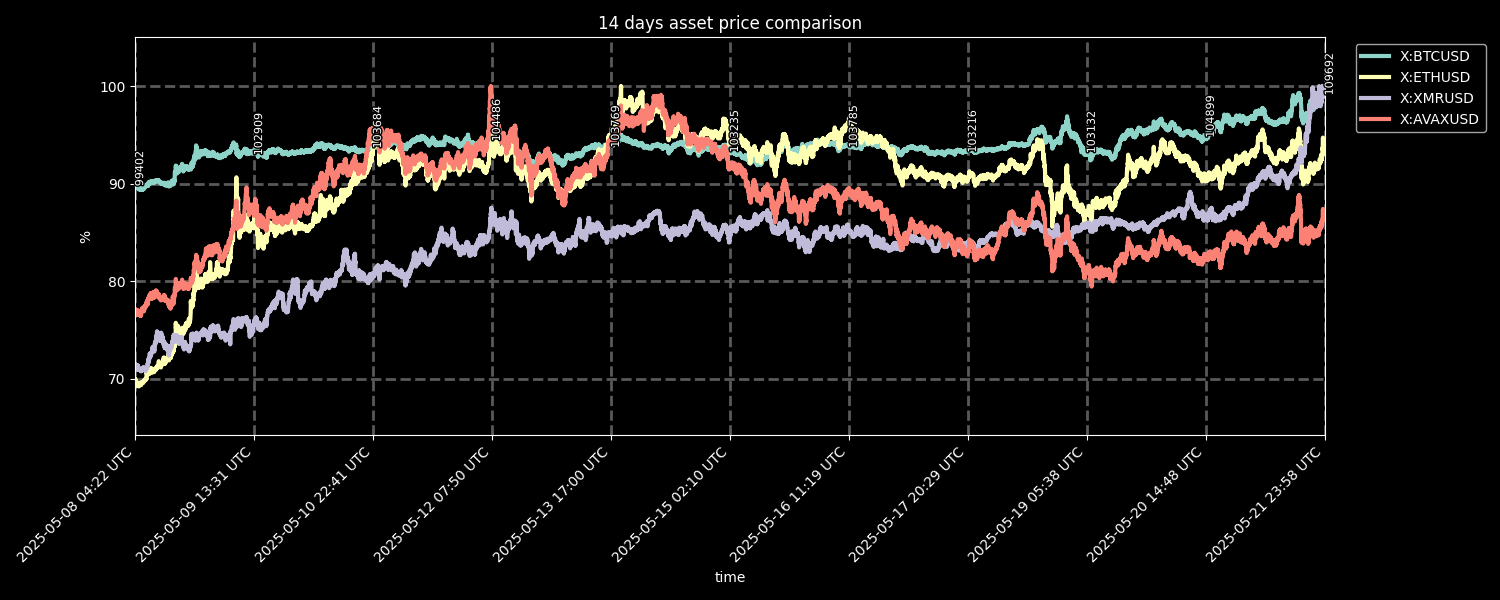 14 days asset price comparison
X:BTCUSD
X:ETHUSD
X:XMRUSD
X:AVAXUSD
%
100
90
80
70
99402
102909
103684
104486
103769
103235
103785
103216
103132
104899
109692
2025-05-08 04:22 UTC
2025-05-09 13:31 UTC
2025-05-10 22:41 UTC
2025-05-12 07:50 UTC
2025-05-13 17:00 UTC
2025-05-15 02:10 UTC
2025-05-16 11:19 UTC
2025-05-17 20:29 UTC
2025-05-19 05:38 UTC
2025-05-20 14:48 UTC
2025-05-21 23:58 UTC
time